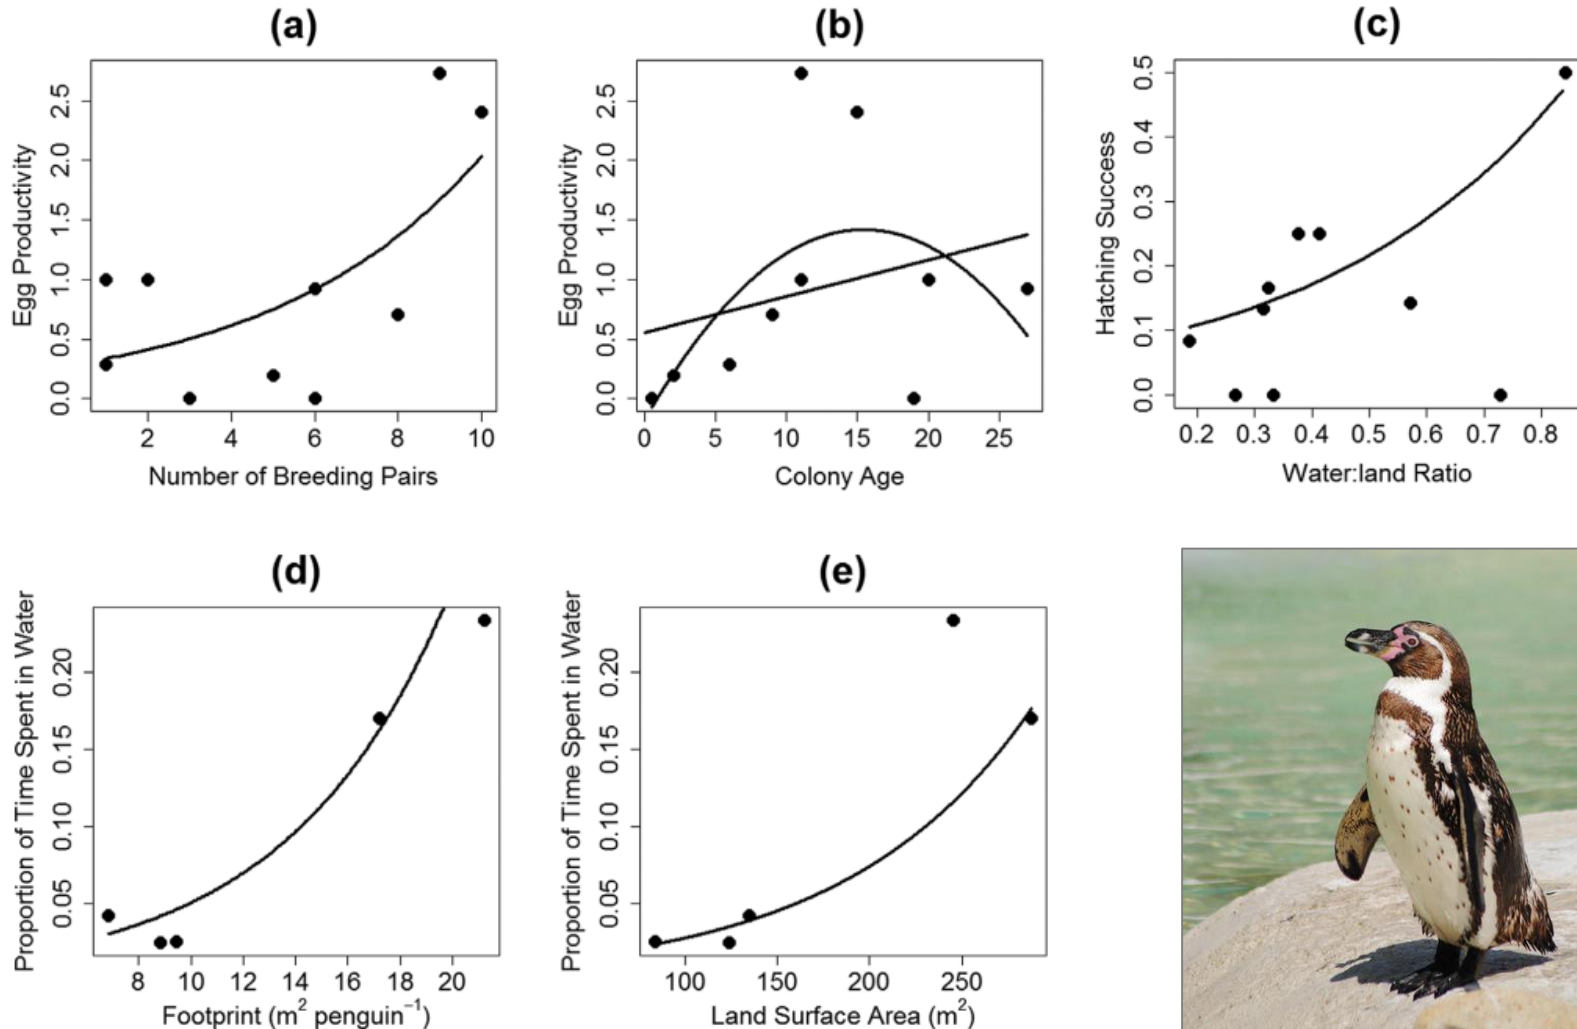 (a)
(b)
(c)
Egg Productivity
0.0 0.5 1.0 1.5 2.0 2.5
2 4 6 8 10
Number of Breeding Pairs
Egg Productivity
0.0 0.5 1.0 1.5 2.0 2.5
0 5 10 15 20 25
Colony Age
Hatching Success
0.0 0.1 0.2 0.3 0.4 0.5
0.2 0.3 0.4 0.5 0.6 0.7 0.8
Water:land Ratio
(d)
(e)
Proportion of Time Spent in Water
0.05 0.10 0.15 0.20
8 10 12 14 16 18 20
Footprint (m² penguin⁻¹)
Proportion of Time Spent in Water
0.05 0.10 0.15 0.20
100 150 200 250
Land Surface Area (m²)